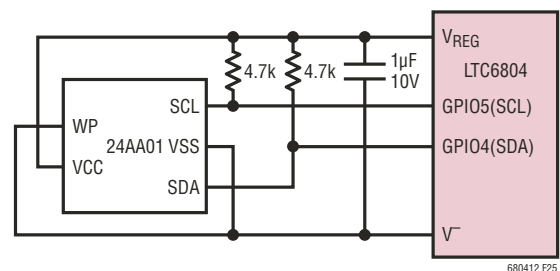 VREG
LTC6804
1µF
10V
4.7k
4.7k
SCL
GPIO5(SCL)
WP
24AA01 VSS
GPIO4(SDA)
VCC
SDA
V–
680412 F25